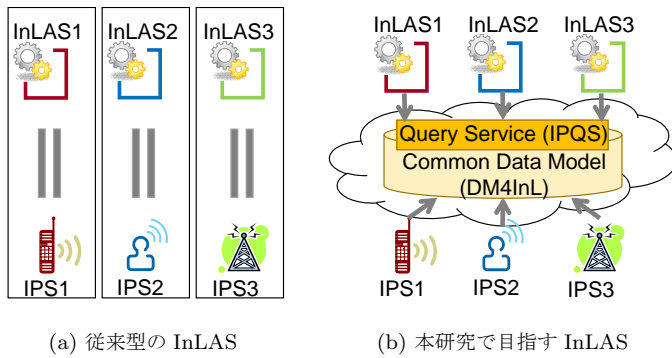 InLAS1 InLAS2 InLAS3
IPS1 IPS2 IPS3
(a) 従来型の InLAS
InLAS1 InLAS2 InLAS3
Query Service (IPQS)
Common Data Model
(DM4InL)
IPS1 IPS2 IPS3
(b) 本研究で目指す InLAS